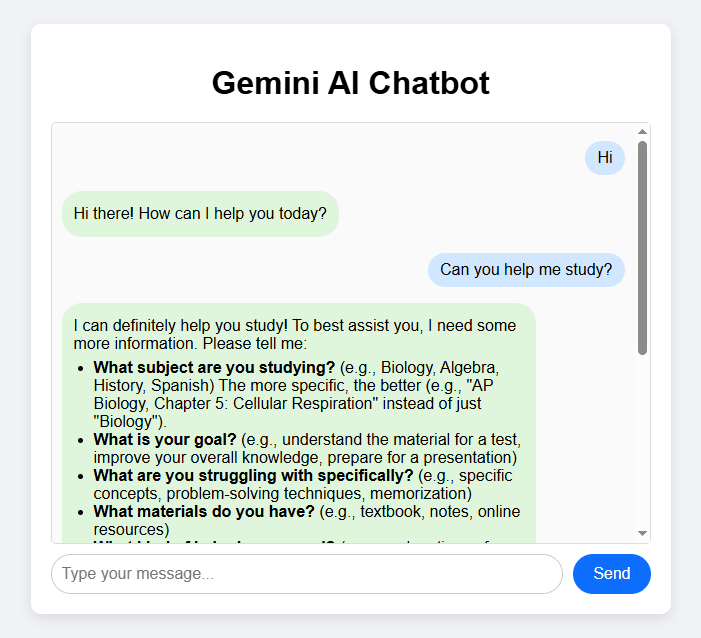 Gemini AI Chatbot
Hi
Hi there! How can I help you today?
Can you help me study?
I can definitely help you study! To best assist you, I need some
more information. Please tell me:
• What subject are you studying? (e.g., Biology, Algebra,
History, Spanish) The more specific, the better (e.g., "AP
Biology, Chapter 5: Cellular Respiration" instead of just
"Biology").
• What is your goal? (e.g., understand the material for a test,
improve your overall knowledge, prepare for a presentation)
• What are you struggling with specifically? (e.g., specific
concepts, problem-solving techniques, memorization)
• What materials do you have? (e.g., textbook, notes, online
resources)
Type your message...
Send